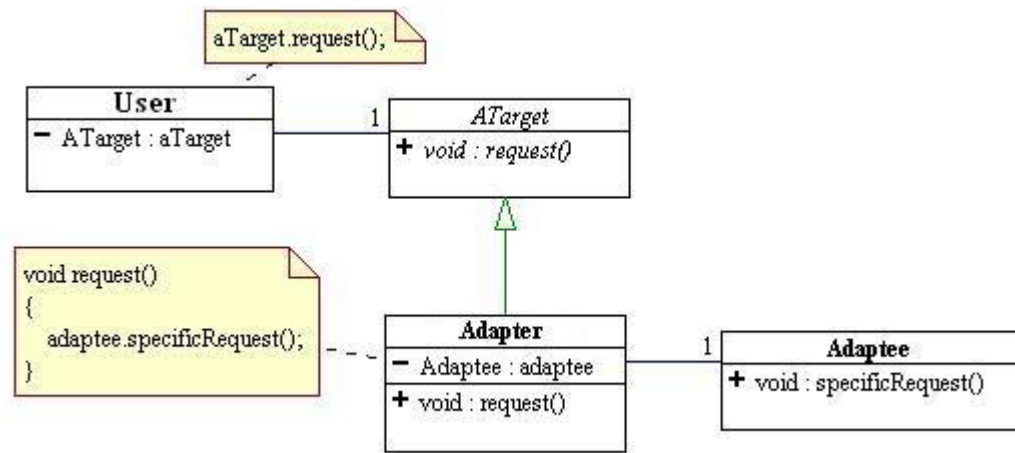 aTarget.request();
User
- ATarget : aTarget
1
ATarget
+ void : request()
void request()
{
adaptee.specificRequest();
}
Adapter
- Adaptee : adaptee
+ void : request()
1
Adaptee
+ void : specificRequest()